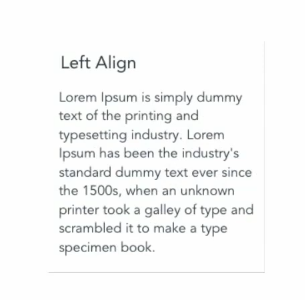 Left Align
Lorem Ipsum is simply dummy
text of the printing and
typesetting industry. Lorem
Ipsum has been the industry's
standard dummy text ever since
the 1500s, when an unknown
printer took a galley of type and
scrambled it to make a type
specimen book.